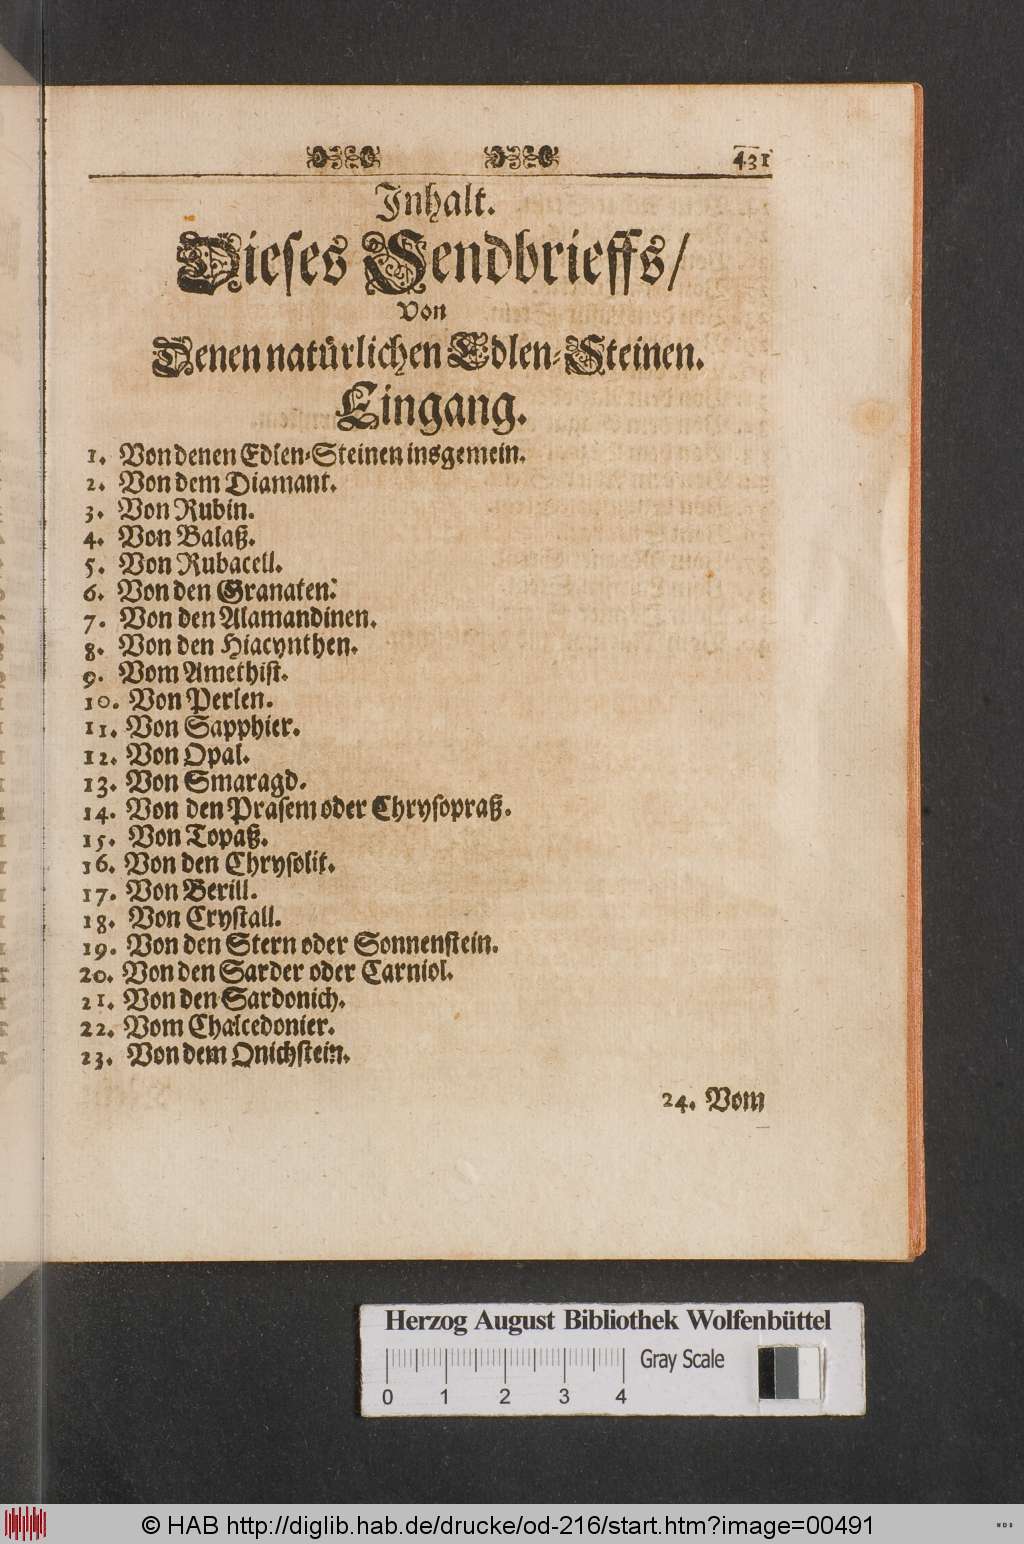 431
Inhalt.
Dieses Sendbrieffs/
von
Denen natürlichen Edlen-Steinen.
Eingang.
1. Von denen Edlen-Steinen insgemein.
2. Von dem Diamant.
3. Von Rubin.
4. Von Balaß.
5. Von Rubacell.
6. Von den Granaten.
7. Von den Alamandinen.
8. Von den Hiacynthen.
9. Vom Amethist.
10. Von Perlen.
11. Von Sapphier.
12. Von Opal.
13. Von Smaragd.
14. Von den Prasem oder Chrysopraß.
15. Von Topaß.
16. Von den Chrysolit.
17. Von Berill.
18. Von Crystall.
19. Von den Stern oder Sonnenstein.
20. Von den Sarder oder Carniol.
21. Von den Sardonich.
22. Vom Chalcedonier.
23. Von dem Onichstein.
24. Vom
Herzog August Bibliothek Wolfenbüttel
Gray Scale
0 1 2 3 4
© HAB http://diglib.hab.de/drucke/od-216/start.htm?image=00491